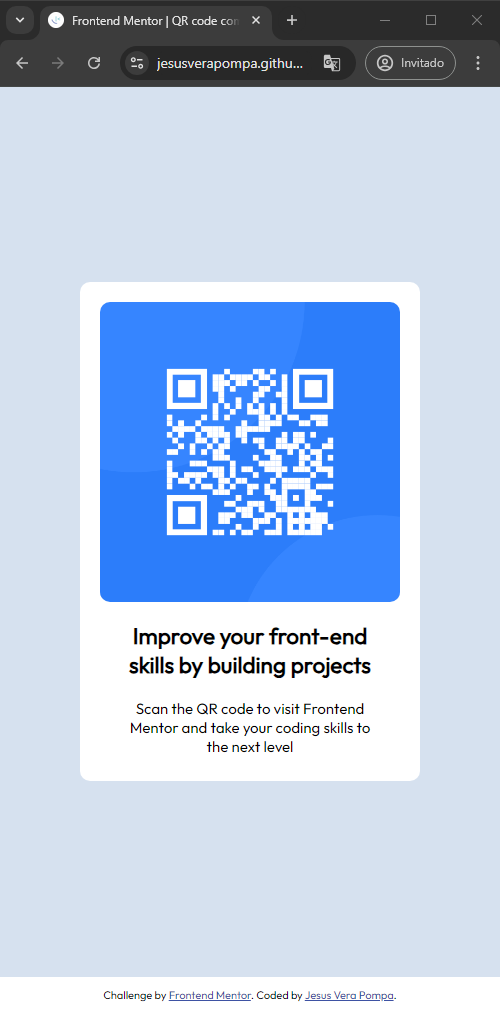 Frontend Mentor | QR code con
jesusverapompa.githu...
Invitado
Improve your front-end
skills by building projects
Scan the QR code to visit Frontend
Mentor and take your coding skills to
the next level
Challenge by Frontend Mentor. Coded by Jesus Vera Pompa.